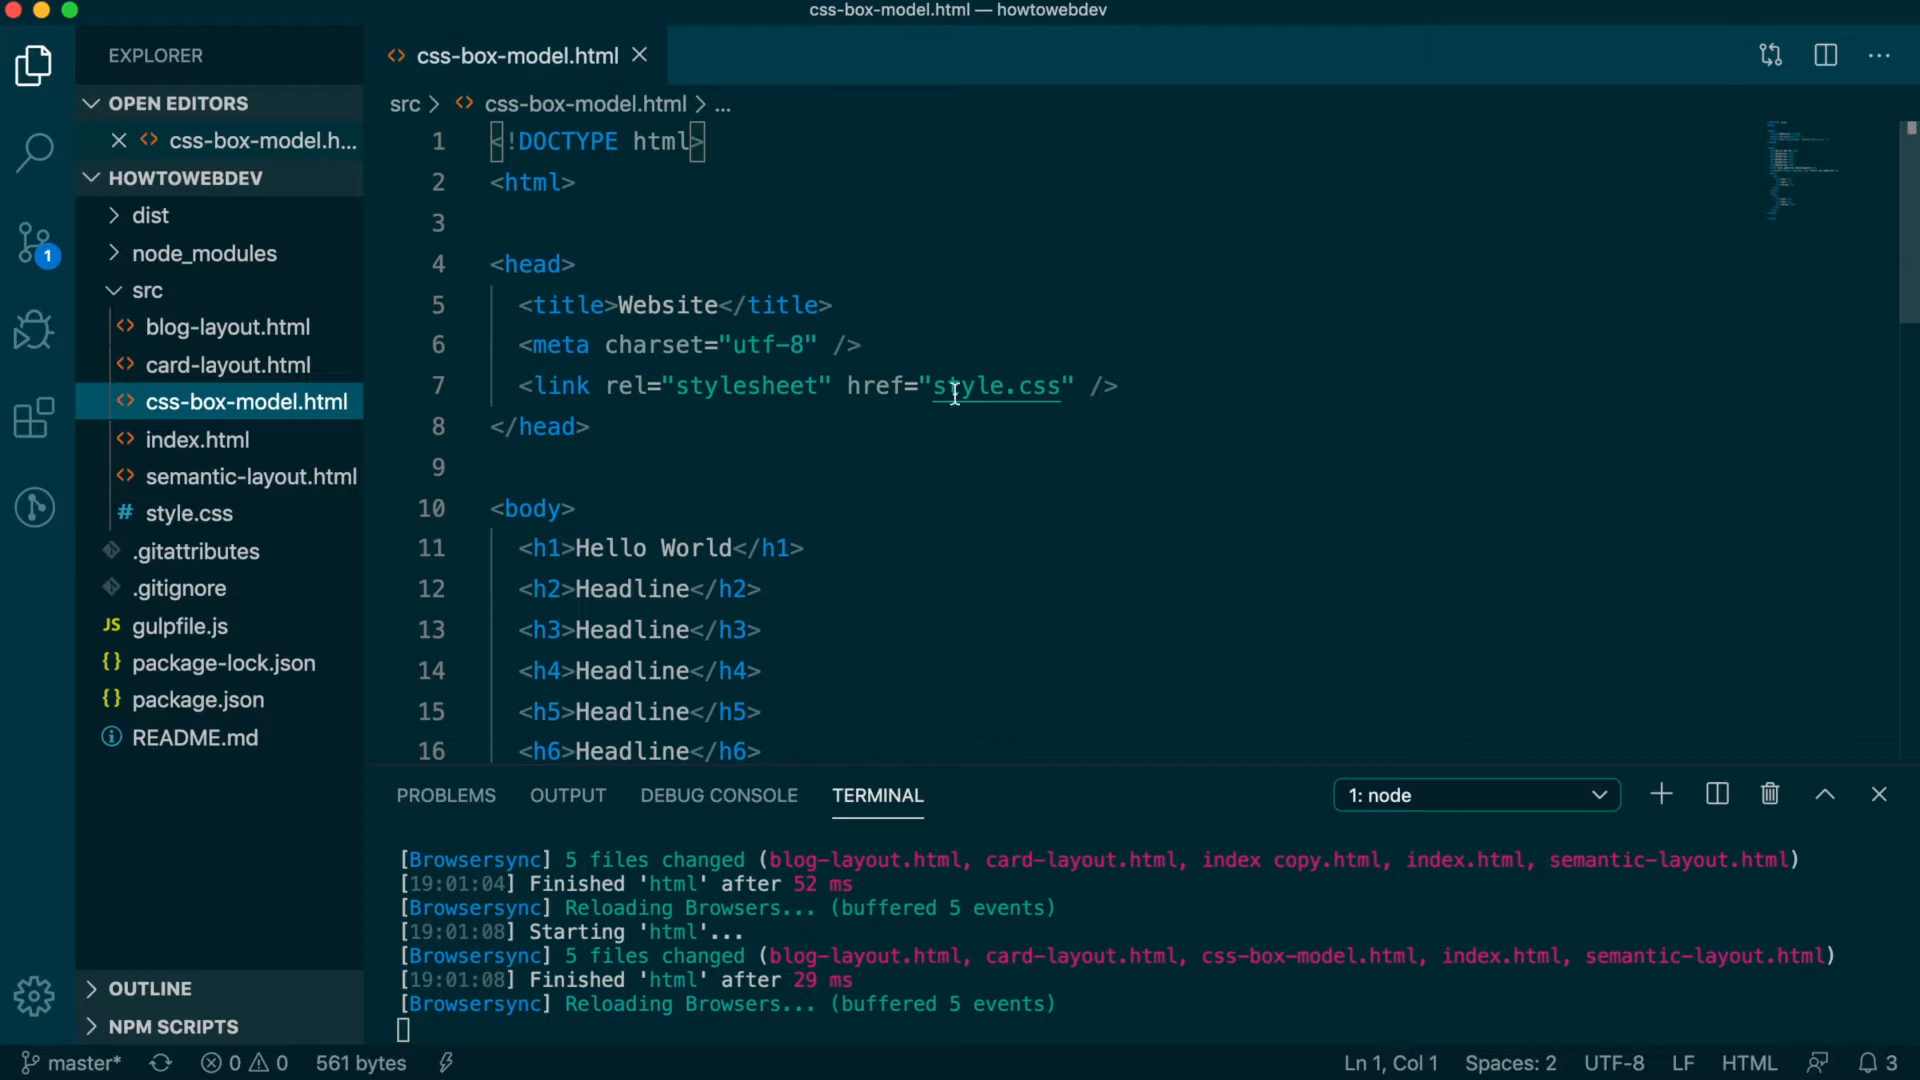 css-box-model.html — howtowebdev
EXPLORER
OPEN EDITORS
css-box-model.h...
HOWTOWEBDEV
dist
node_modules
src
blog-layout.html
card-layout.html
css-box-model.html
index.html
semantic-layout.html
# style.css
.gitattributes
.gitignore
JS gulpfile.js
{} package-lock.json
{} package.json
README.md
OUTLINE
NPM SCRIPTS
1
<> css-box-model.html
src > <> css-box-model.html > ...
1 <!DOCTYPE html>
2 <html>
3
4 <head>
5 <title>Website</title>
6 <meta charset="utf-8" />
7 <link rel="stylesheet" href="style.css" />
8 </head>
9
10 <body>
11 <h1>Hello World</h1>
12 <h2>Headline</h2>
13 <h3>Headline</h3>
14 <h4>Headline</h4>
15 <h5>Headline</h5>
16 <h6>Headline</h6>
PROBLEMS OUTPUT DEBUG CONSOLE TERMINAL 1: node
[Browsersync] 5 files changed (blog-layout.html, card-layout.html, index copy.html, index.html, semantic-layout.html)
[19:01:04] Finished 'html' after 52 ms
[Browsersync] Reloading Browsers... (buffered 5 events)
[19:01:08] Starting 'html'...
[Browsersync] 5 files changed (blog-layout.html, card-layout.html, css-box-model.html, index.html, semantic-layout.html)
[19:01:08] Finished 'html' after 29 ms
[Browsersync] Reloading Browsers... (buffered 5 events)
master* 0 0 561 bytes Ln 1, Col 1 Spaces: 2 UTF-8 LF HTML 3